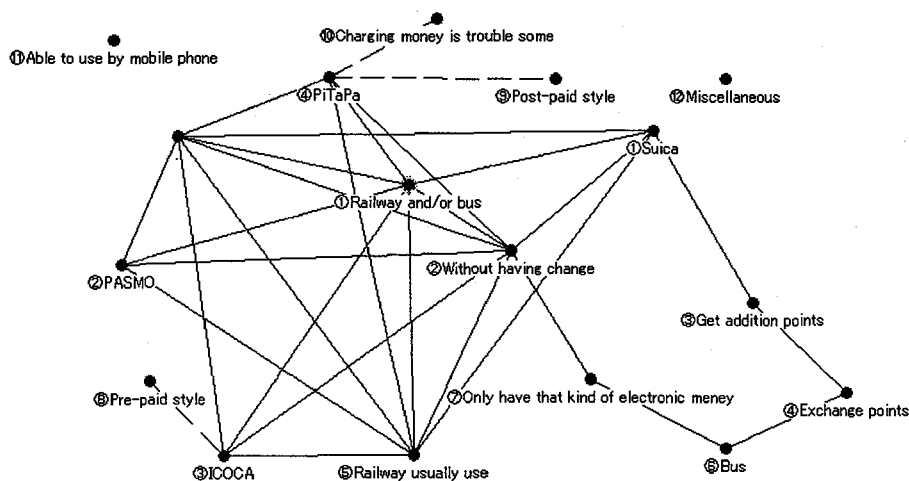 ⑩Charging money is trouble some
⑪Able to use by mobile phone
④PiTaPa
⑨Post-paid style
⑫Miscellaneous
①Suica
①Railway and/or bus
②Without having change
②PASMO
③Get addition points
⑧Pre-paid style
⑦Only have that kind of electronic meney
④Exchange points
③ICOCA
⑤Railway usually use
⑥Bus